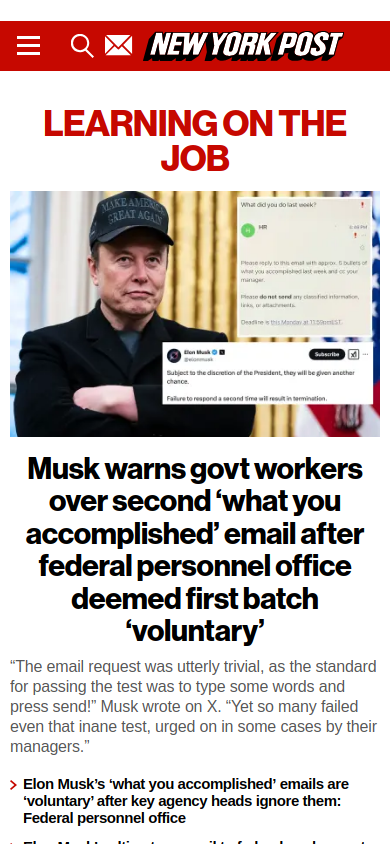 NEW YORK POST
LEARNING ON THE
JOB
MAKE AMERICA
GREAT AGAIN
What did you do last week?
HR
Please reply to this email with approx. 5 bullets of
what you accomplished last week and cc your
manager.
Please do not send any classified information,
links, or attachments.
Deadline is this Monday at 11:59pmEST.
Elon Musk
@elonmusk
Subscribe
Subject to the discretion of the President, they will be given another
chance.
Failure to respond a second time will result in termination.
Musk warns govt workers
over second ‘what you
accomplished’ email after
federal personnel office
deemed first batch
‘voluntary’
“The email request was utterly trivial, as the standard
for passing the test was to type some words and
press send!” Musk wrote on X. “Yet so many failed
even that inane test, urged on in some cases by their
managers.”
Elon Musk’s ‘what you accomplished’ emails are
‘voluntary’ after key agency heads ignore them:
Federal personnel office